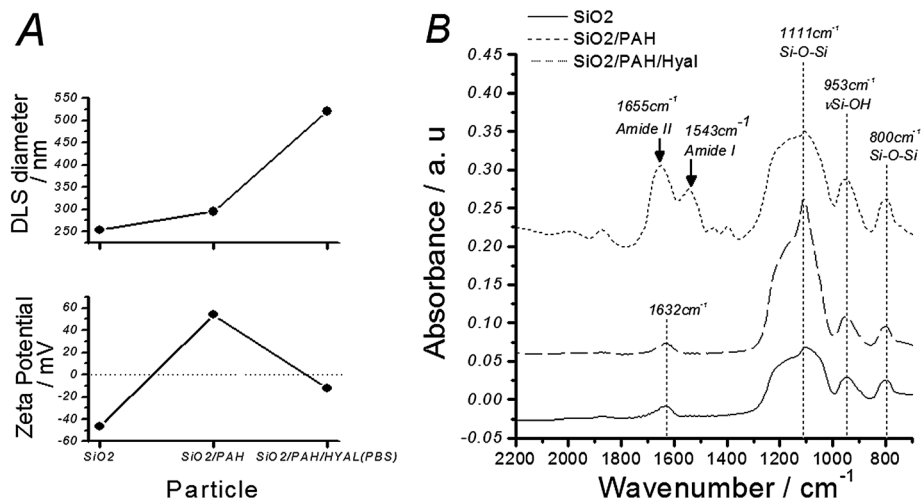 A
DLS diameter
/ nm
550
500
450
400
350
300
250
Zeta Potential
/ mV
80
60
40
20
0
-20
-40
-60
SiO2
SiO2/PAH
SiO2/PAH/HYAL(PBS)
Particle
B
SiO2
SiO2/PAH
SiO2/PAH/Hyal
1111cm-1
Si-O-Si
953cm-1
vSi-OH
800cm-1
Si-O-Si
1655cm-1
Amide II
1543cm-1
Amide I
1632cm-1
Absorbance / a. u
0.45
0.40
0.35
0.30
0.25
0.20
0.15
0.10
0.05
0.00
-0.05
2200 2000 1800 1600 1400 1200 1000 800
Wavenumber / cm-1